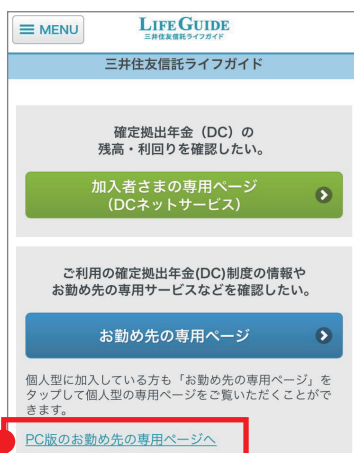 MENU
LIFE GUIDE
三井住友信託ライフガイド
三井住友信託ライフガイド
確定拠出年金（DC）の
残高・利回りを確認したい。
加入者さまの専用ページ
（DCネットサービス）
ご利用の確定拠出年金(DC)制度の情報や
お勤め先の専用サービスなどを確認したい。
お勤め先の専用ページ
個人型に加入している方も「お勤め先の専用ページ」を
タップして個人型の専用ページをご覧いただくことがで
きます。
PC版のお勤め先の専用ページへ